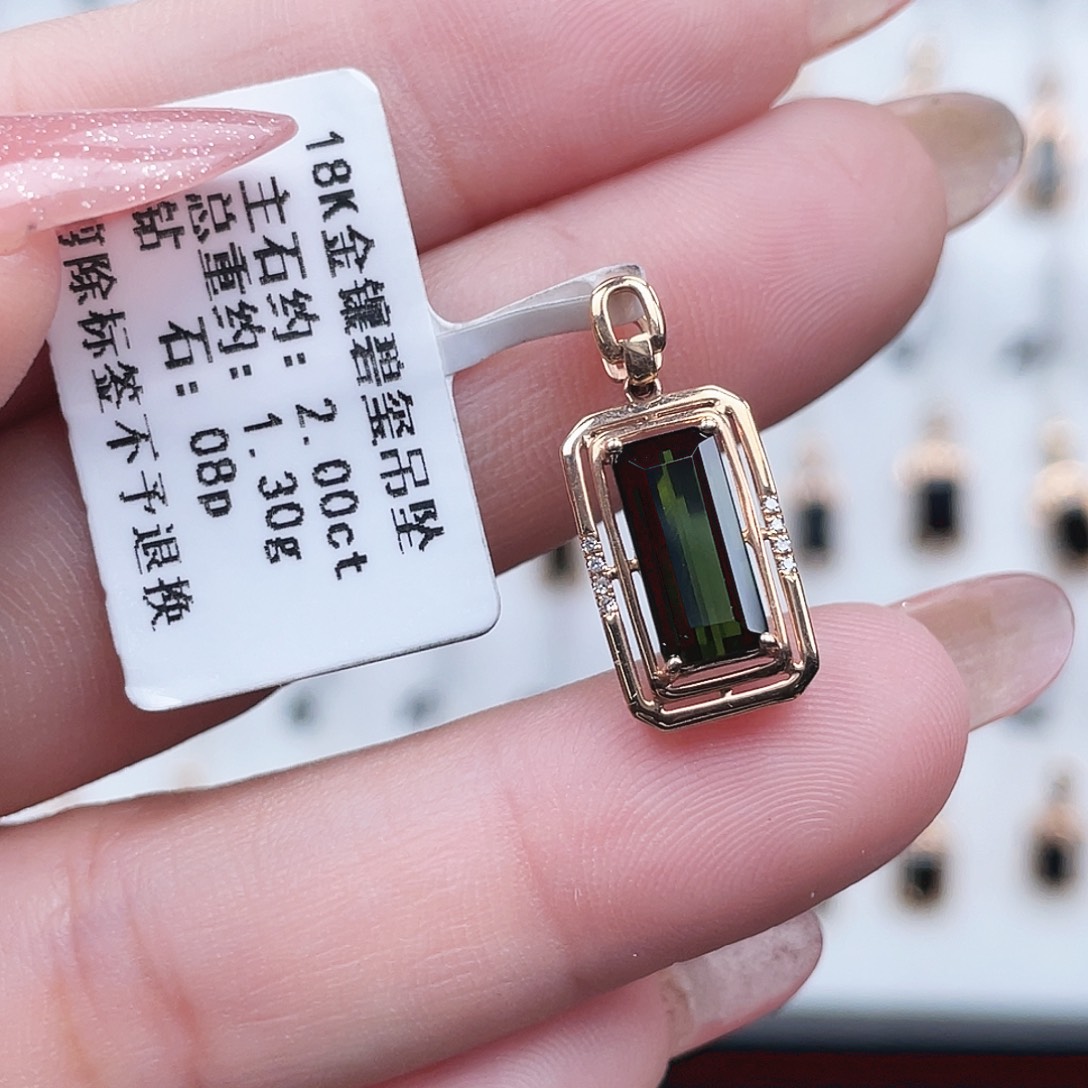 18K金镶碧玺吊坠
主石约: 2.00ct
总重约: 1.30g
钻 石: 08p
剪除标签不予退换